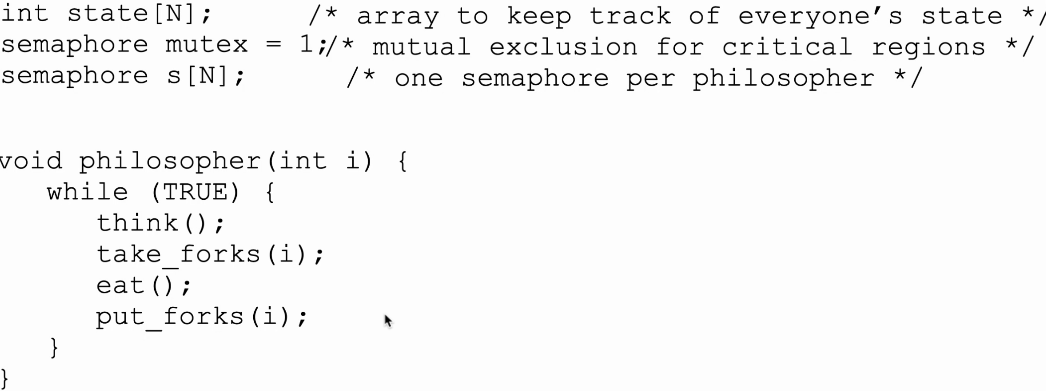 int state[N];      /* array to keep track of everyone’s state */
semaphore mutex = 1;/* mutual exclusion for critical regions */
semaphore s[N];       /* one semaphore per philosopher */
void philosopher(int i) {
   while (TRUE) {
      think();
      take_forks(i);
      eat();
      put_forks(i);
   }
}